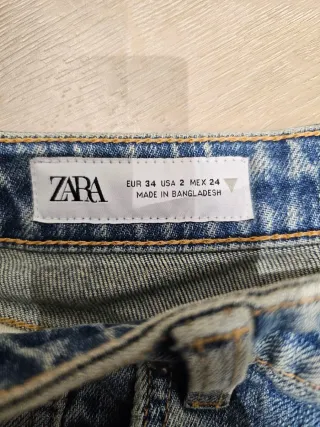 ZARA
EUR 34 USA 2 MEX 24
MADE IN BANGLADESH